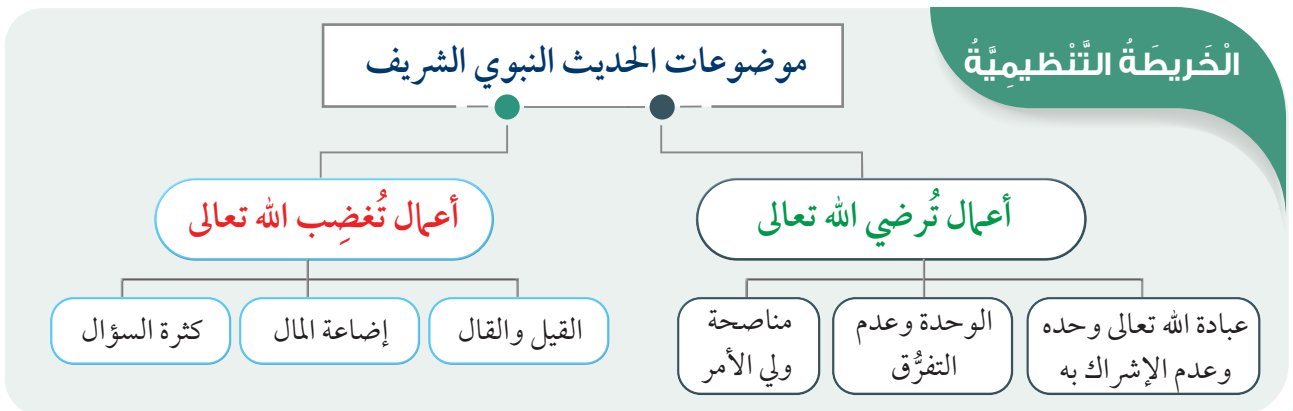 الْخَرِيطَةُ التَّنْظِيمِيَّةُ
موضوعات الحديث النبوي الشريف
أعمال تُرضي الله تعالى
أعمال تُغضِب الله تعالى
عبادة الله تعالى وحده
وعدم الإشراك به
الوحدة وعدم
التفرُّق
مناصحة
ولي الأمر
القيل والقال
إضاعة المال
كثرة السؤال